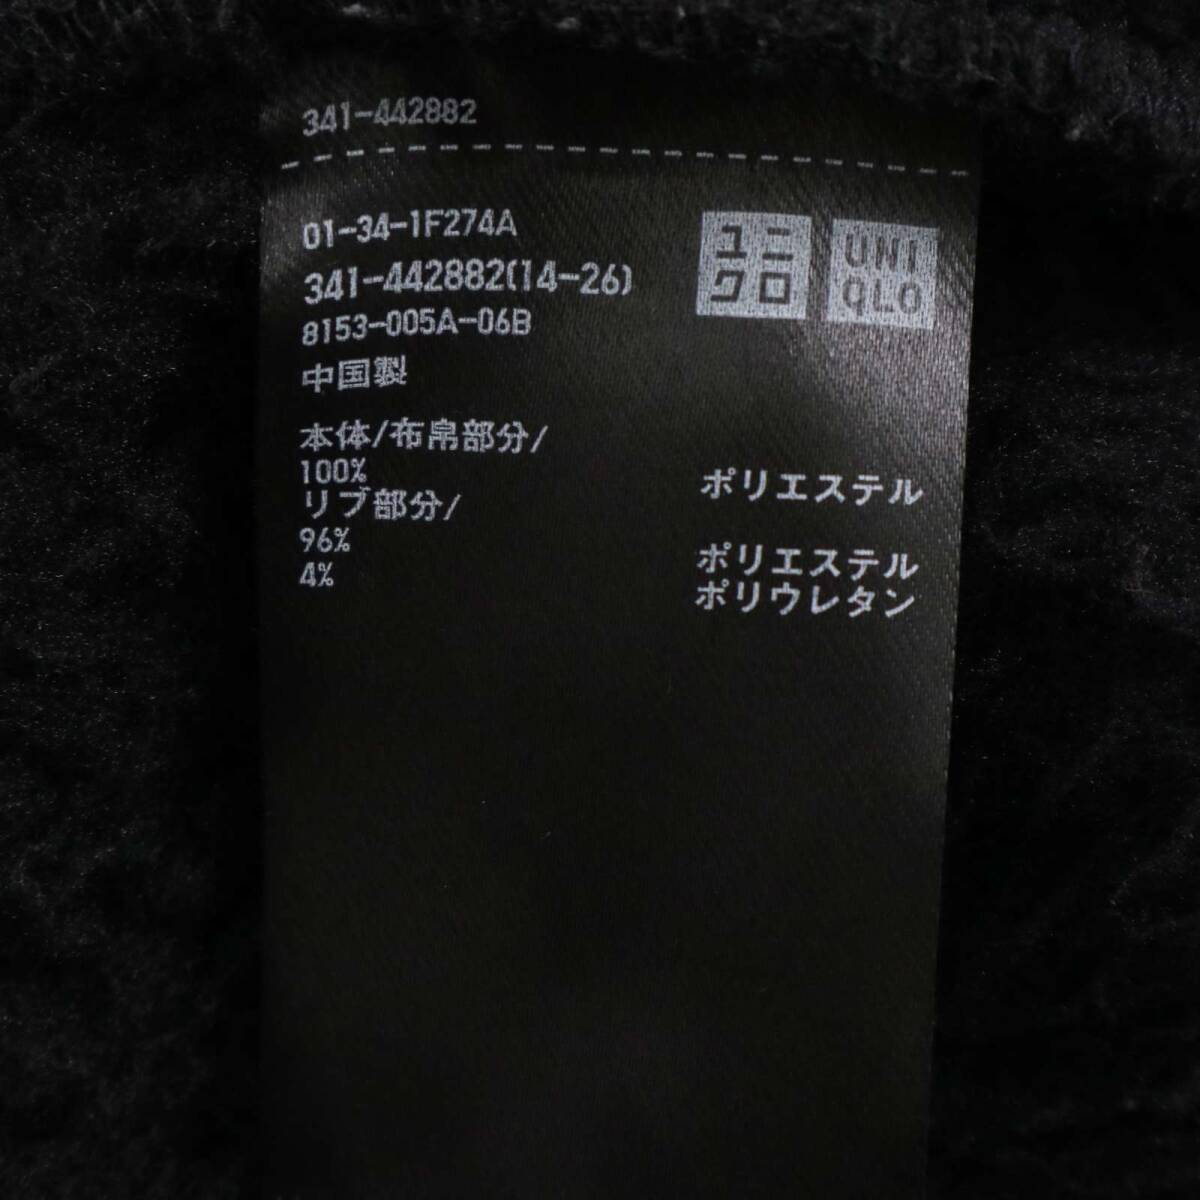 341-442882
01-34-1F274A
341-442882(14-26)
8153-005A-06B
中国製
ユニ
クロ
UNI
QLO
本体/布帛部分/
100% ポリエステル
リブ部分/
96% ポリエステル
4% ポリウレタン